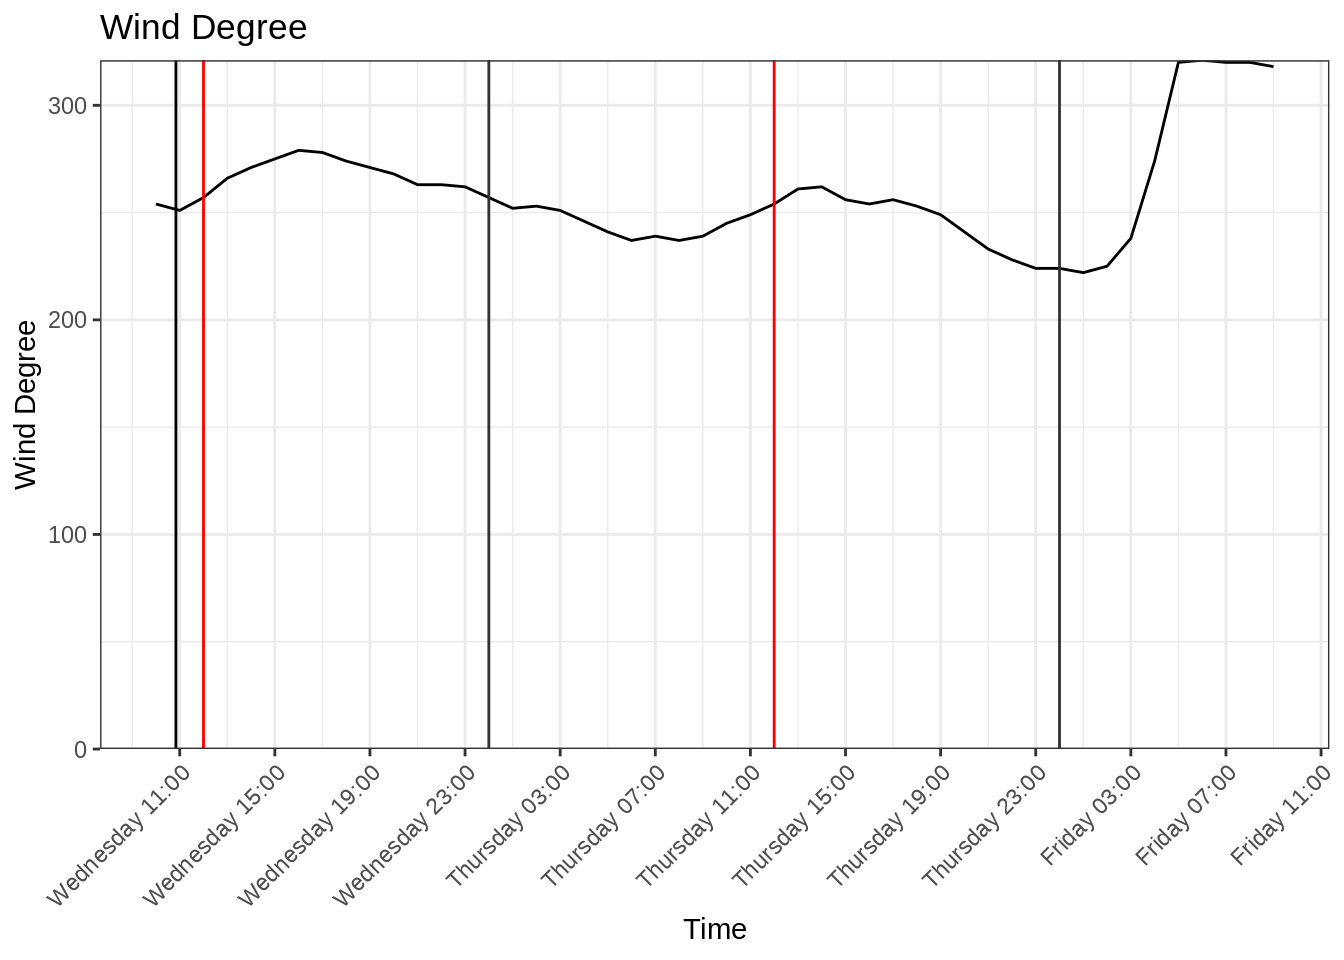 Wind Degree
Wind Degree
300
200
100
0
Wednesday 11:00
Wednesday 15:00
Wednesday 19:00
Wednesday 23:00
Thursday 03:00
Thursday 07:00
Thursday 11:00
Thursday 15:00
Thursday 19:00
Thursday 23:00
Friday 03:00
Friday 07:00
Friday 11:00
Time